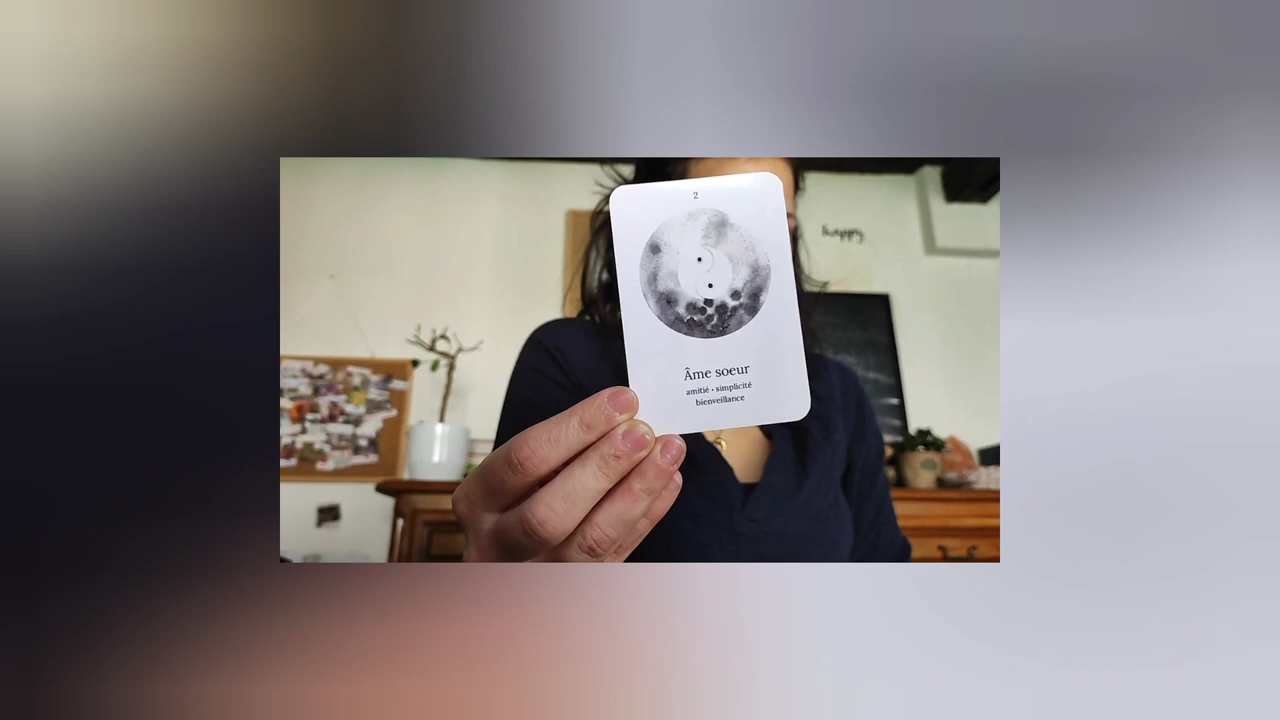 2
happy
Âme soeur
amitié • simplicité
bienveillance